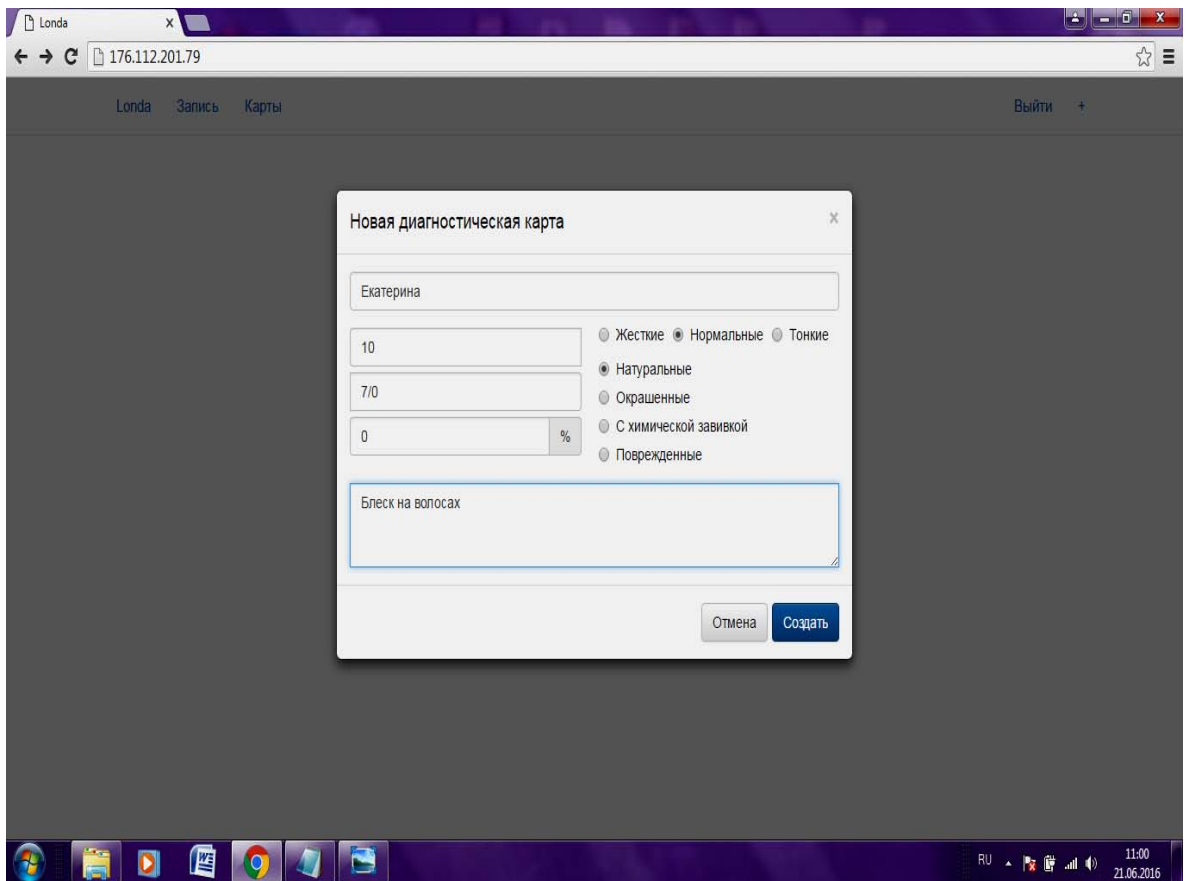 Londa x
176.112.201.79
Londa Запись Карты Выйти +
Новая диагностическая карта ×
Екатерина
10
7/0
0 %
Жесткие Нормальные Тонкие
Натуральные
Окрашенные
С химической завивкой
Поврежденные
Блеск на волосах
Отмена Создать
RU 11:00
21.06.2016